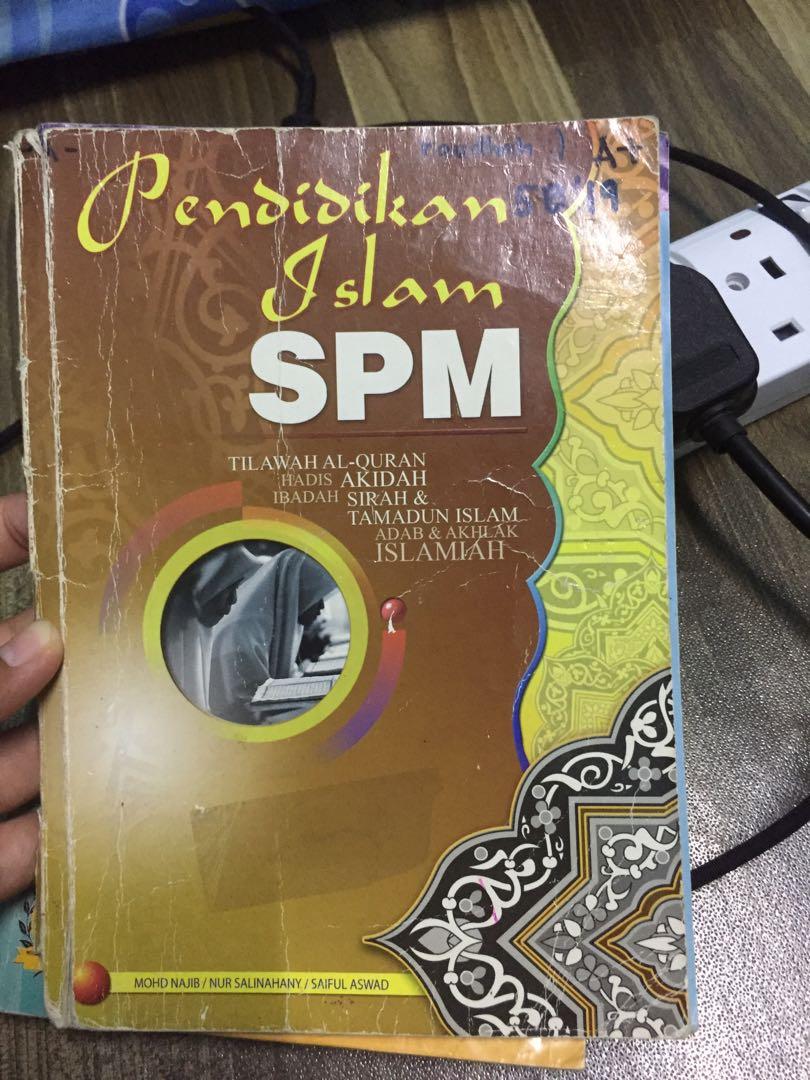 A+
Pendidikan
Islam
SPM
TILAWAH AL-QURAN
HADIS AKIDAH
IBADAH SIRAH &
TAMADUN ISLAM
ADAB & AKHLAK
ISLAMIAH
MOHD NAJIB / NUR SALINAHANY / SAIFUL ASWAD